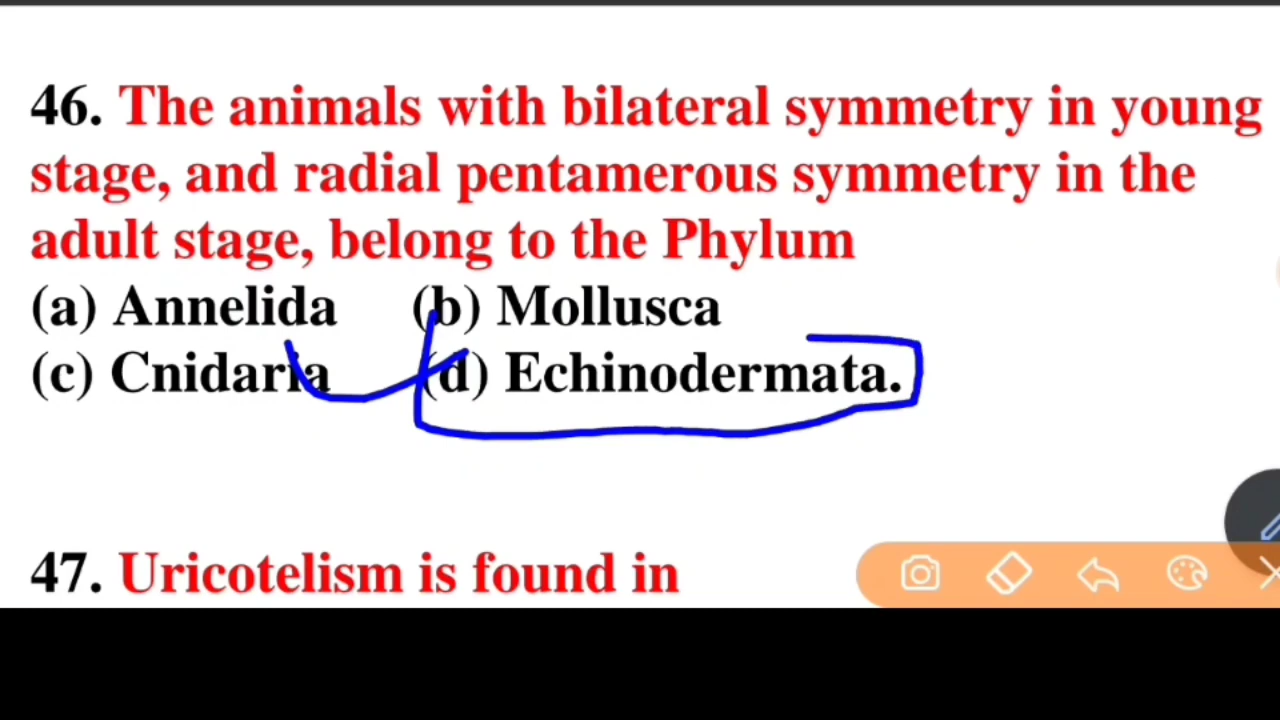 46. The animals with bilateral symmetry in young
stage, and radial pentamerous symmetry in the
adult stage, belong to the Phylum
(a) Annelida (b) Mollusca
(c) Cnidaria (d) Echinodermata.
47. Uricotelism is found in